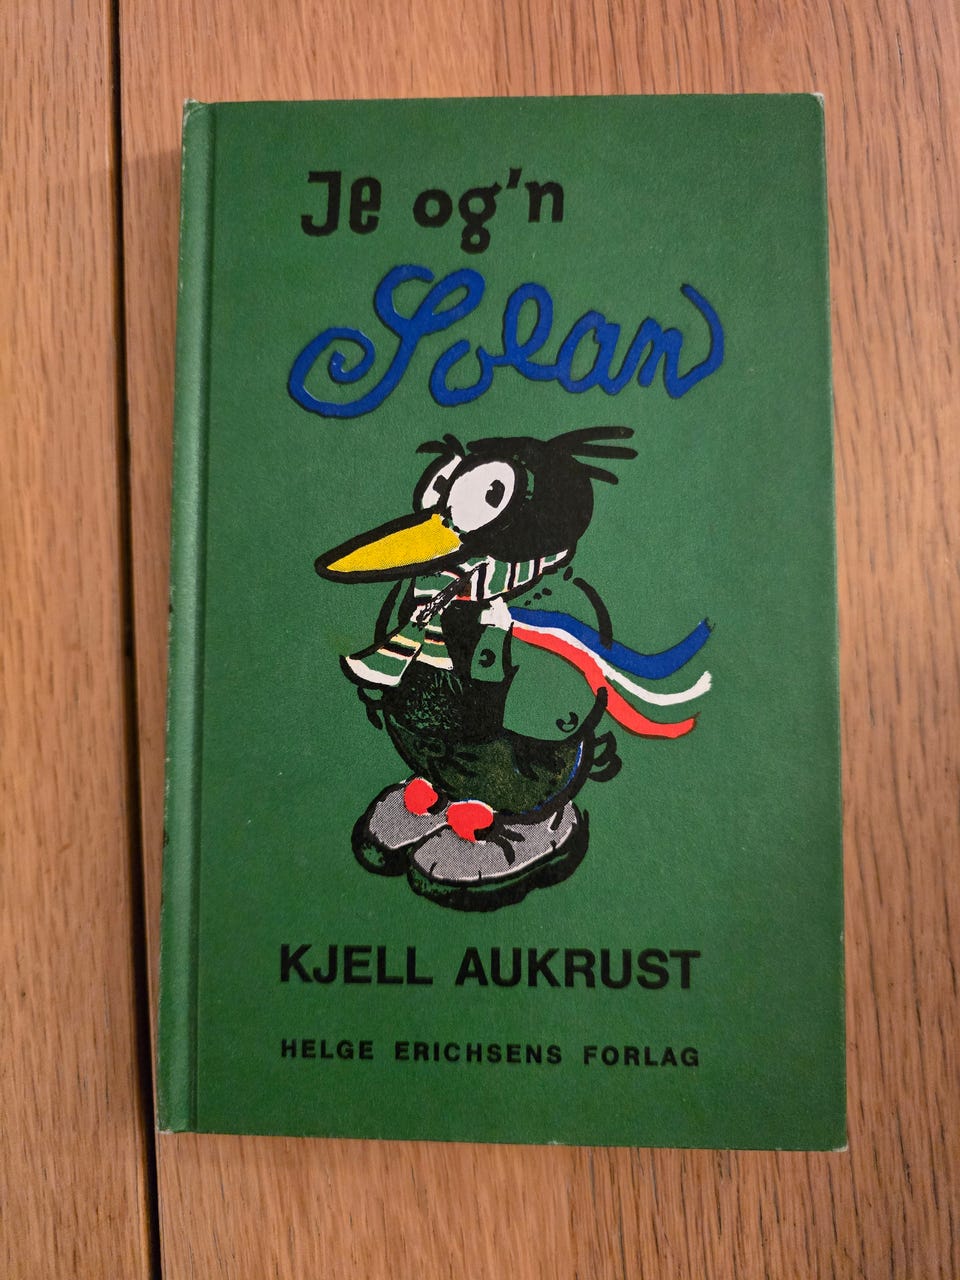 Je og'n
Solan
KJELL AUKRUST
HELGE ERICHSENS FORLAG